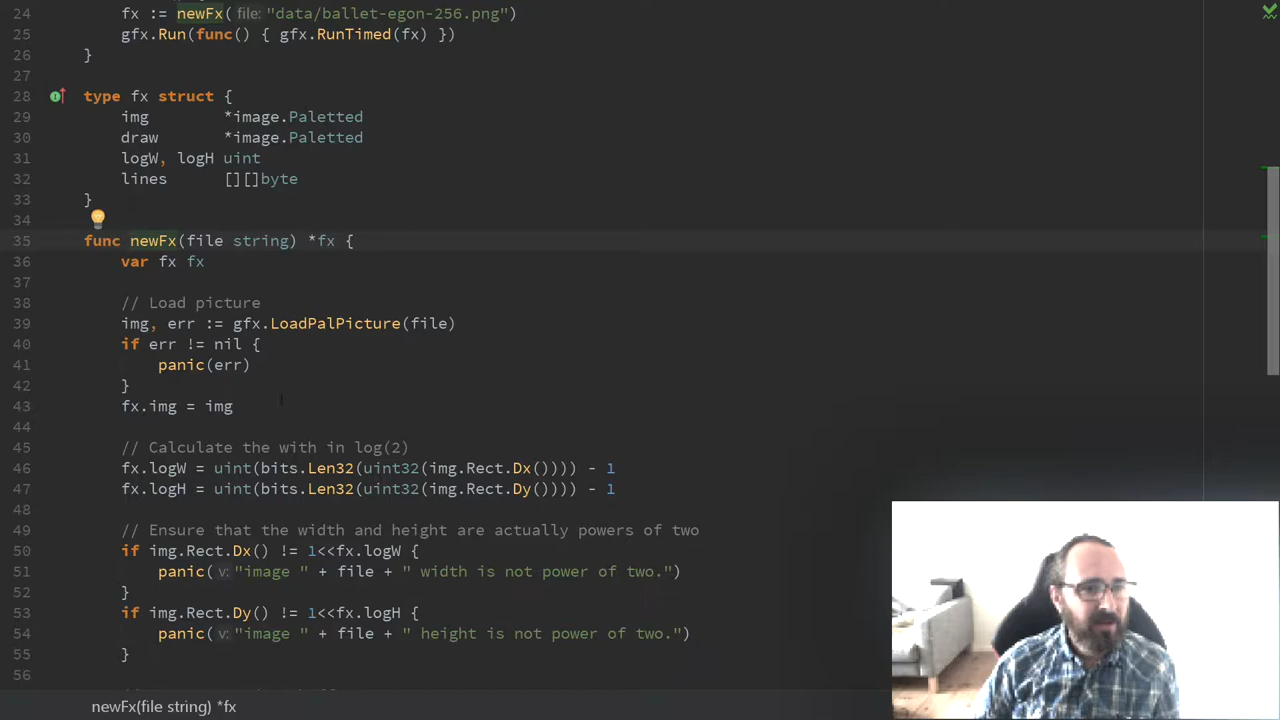 24 fx := newFx( file: "data/ballet-egon-256.png")
25 gfx.Run(func() { gfx.RunTimed(fx) })
26 }
27
28 type fx struct {
29 img *image.Paletted
30 draw *image.Paletted
31 logW, logH uint
32 lines [][]byte
33 }
34
35 func newFx(file string) *fx {
36 var fx fx
37
38 // Load picture
39 img, err := gfx.LoadPalPicture(file)
40 if err != nil {
41 panic(err)
42 }
43 fx.img = img
44
45 // Calculate the with in log(2)
46 fx.logW = uint(bits.Len32(uint32(img.Rect.Dx()))) - 1
47 fx.logH = uint(bits.Len32(uint32(img.Rect.Dy()))) - 1
48
49 // Ensure that the width and height are actually powers of two
50 if img.Rect.Dx() != 1<<fx.logW {
51 panic( v: "image " + file + " width is not power of two.")
52 }
53 if img.Rect.Dy() != 1<<fx.logH {
54 panic( v: "image " + file + " height is not power of two.")
55 }
56
newFx(file string) *fx